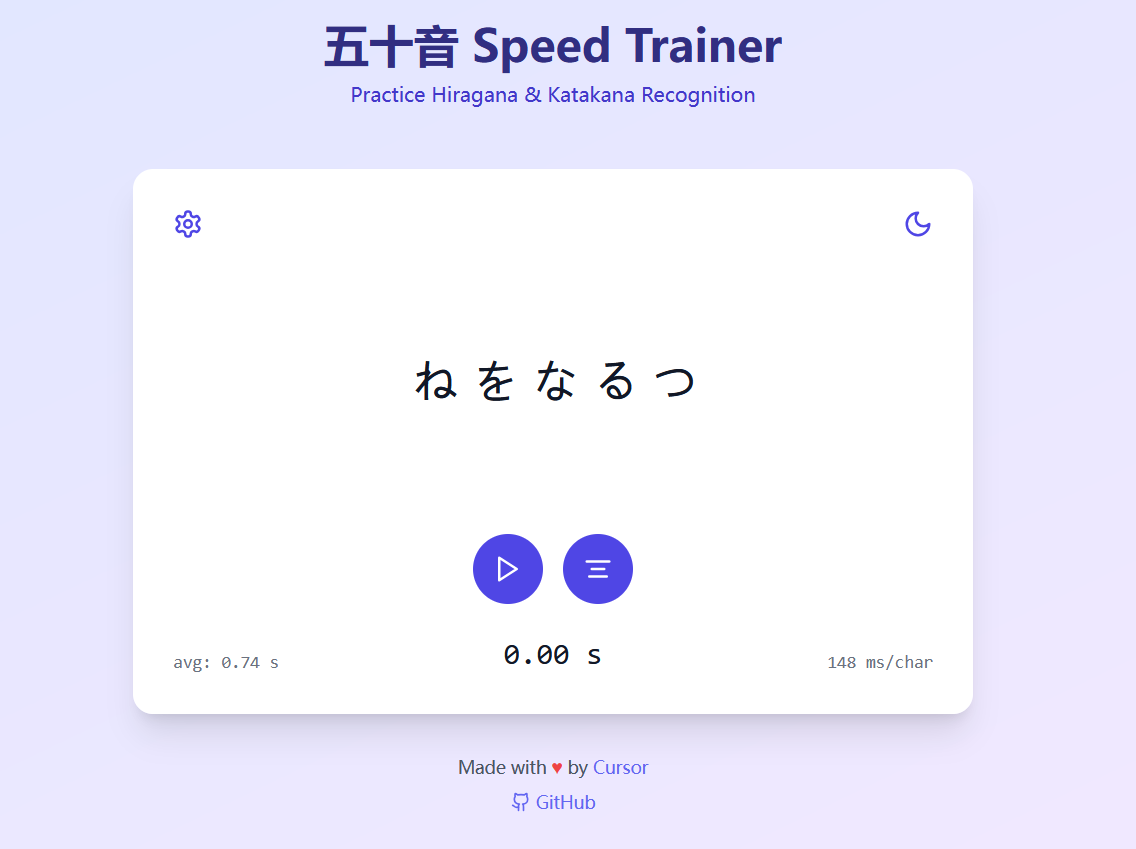 五十音 Speed Trainer
Practice Hiragana & Katakana Recognition
ね を な る つ
avg: 0.74 s
0.00 s
148 ms/char
Made with ♥ by Cursor
GitHub